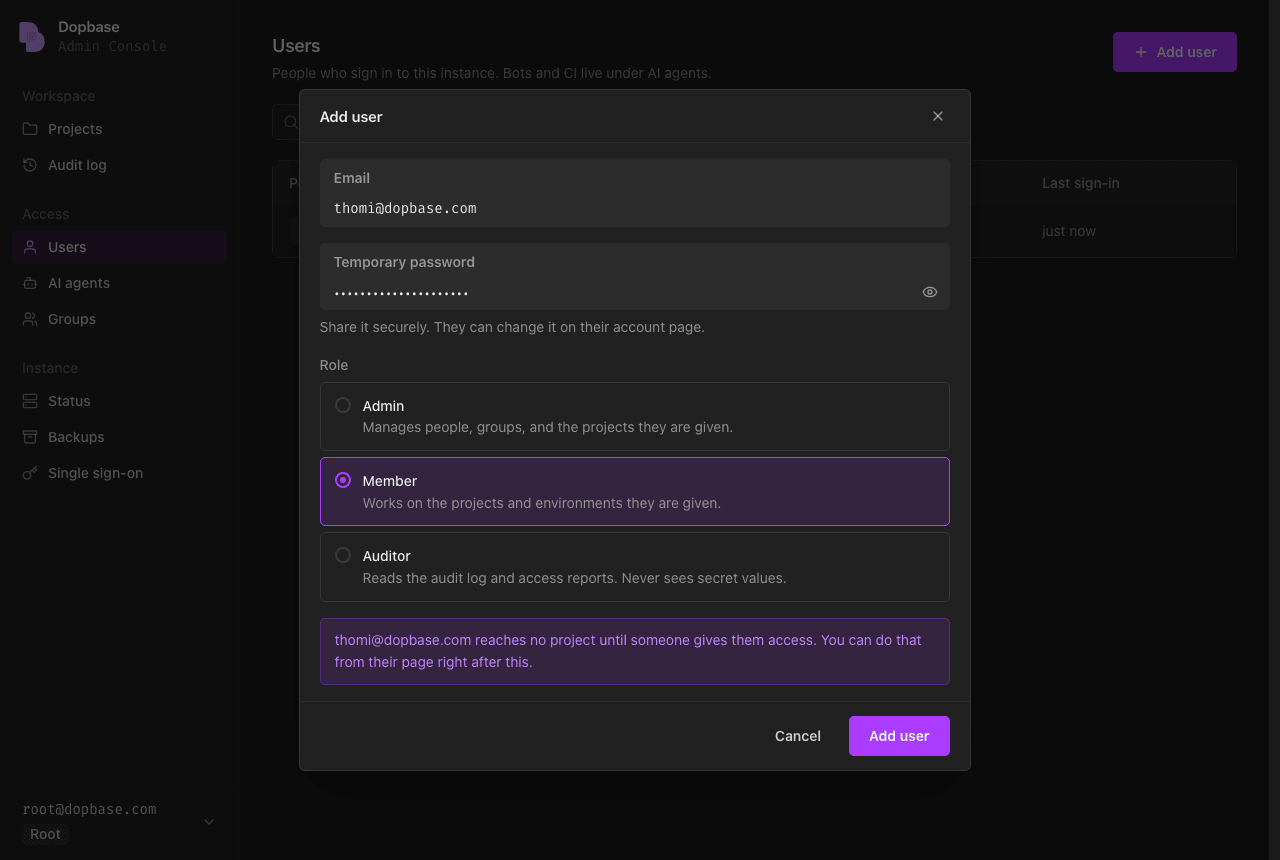 Dopbase
Admin Console
Workspace
Projects
Audit log
Access
Users
AI agents
Groups
Instance
Status
Backups
Single sign-on
root@dopbase.com
Root
Users
People who sign in to this instance. Bots and CI live under AI agents.
Add user
Last sign-in
just now
Add user
Email
thomi@dopbase.com
Temporary password
•••••••••••••••••••••
Share it securely. They can change it on their account page.
Role
Admin
Manages people, groups, and the projects they are given.
Member
Works on the projects and environments they are given.
Auditor
Reads the audit log and access reports. Never sees secret values.
thomi@dopbase.com reaches no project until someone gives them access. You can do that
from their page right after this.
Cancel
Add user